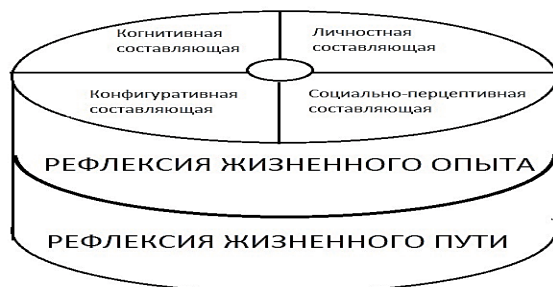 Когнитивная
составляющая
Личностная
составляющая
Конфигуративная
составляющая
Социально-перцептивная
составляющая
РЕФЛЕКСИЯ ЖИЗНЕННОГО ОПЫТА
РЕФЛЕКСИЯ ЖИЗНЕННОГО ПУТИ